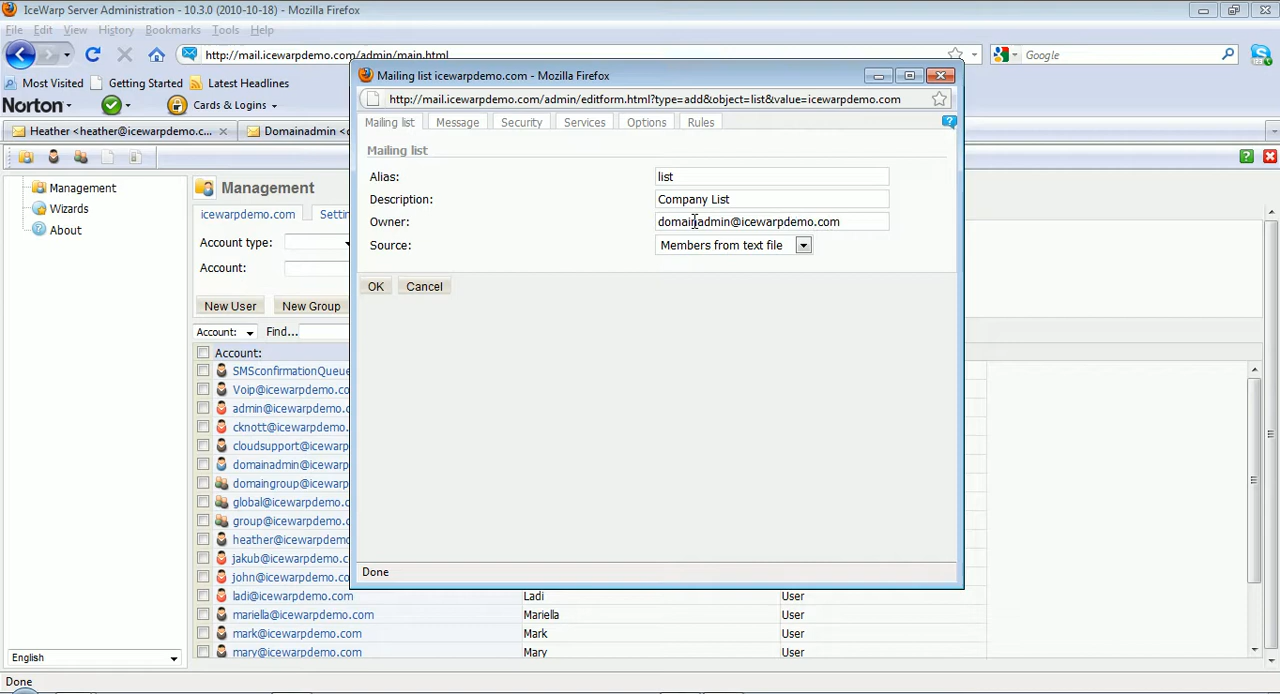 IceWarp Server Administration - 10.3.0 (2010-10-18) - Mozilla Firefox
File Edit View History Bookmarks Tools Help
http://mail.icewarpdemo.com/admin/main.html
Google
Most Visited Getting Started Latest Headlines
Norton Cards & Logins
Heather <heather@icewarpdemo.c...
Domainadmin <
Management
Wizards
About
English
Management
icewarpdemo.com
Account type:
Account:
New User New Group
Account: Find...
Account:
SMSconfirmationQueue
Voip@icewarpdemo.co
admin@icewarpdemo.c
cknott@icewarpdemo.
cloudsupport@icewarp
domainadmin@icewarp
domaingroup@icewarp
global@icewarpdemo.c
group@icewarpdemo.c
heather@icewarpdemo
jakub@icewarpdemo.c
john@icewarpdemo.co
ladi@icewarpdemo.com Ladi User
mariella@icewarpdemo.com Mariella User
mark@icewarpdemo.com Mark User
mary@icewarpdemo.com Mary User
Done
Mailing list icewarpdemo.com - Mozilla Firefox
http://mail.icewarpdemo.com/admin/editform.html?type=add&object=list&value=icewarpdemo.com
Mailing list Message Security Services Options Rules
Mailing list
Alias: list
Description: Company List
Owner: domainadmin@icewarpdemo.com
Source: Members from text file
OK Cancel
Done